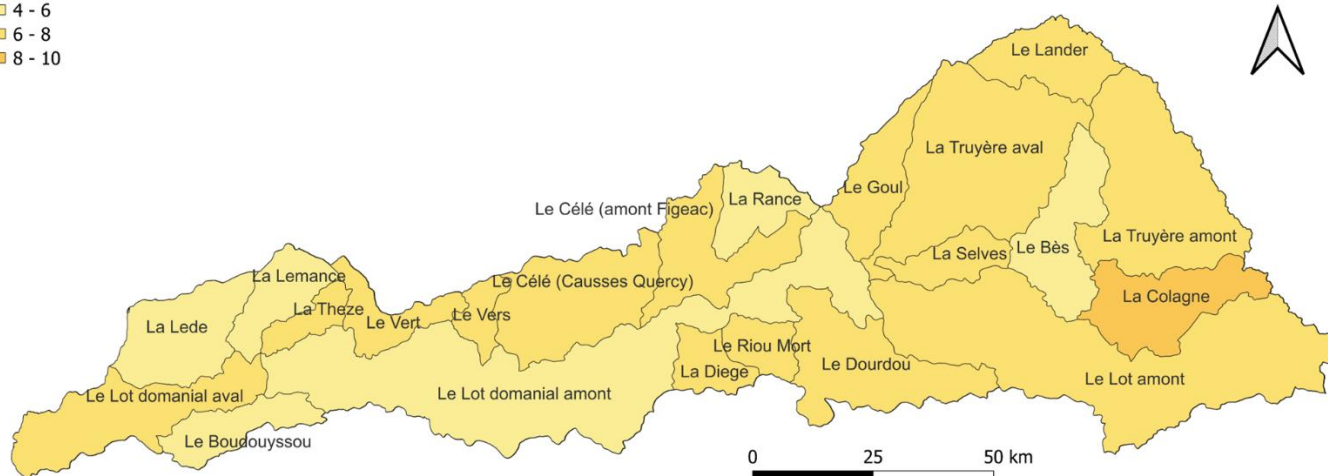 4 - 6
6 - 8
8 - 10
Le Lander
La Truyère aval
Le Goul
La Rance
Le Célé (amont Figeac)
La Truyère amont
Le Bès
La Selves
La Lemance
Le Célé (Causses Quercy)
La Colagne
La Theze
Le Vers
Le Vert
La Lede
Le Riou Mort
Le Dourdou
La Diege
Le Lot amont
Le Lot domanial aval
Le Lot domanial amont
Le Boudouyssou
0 25 50 km